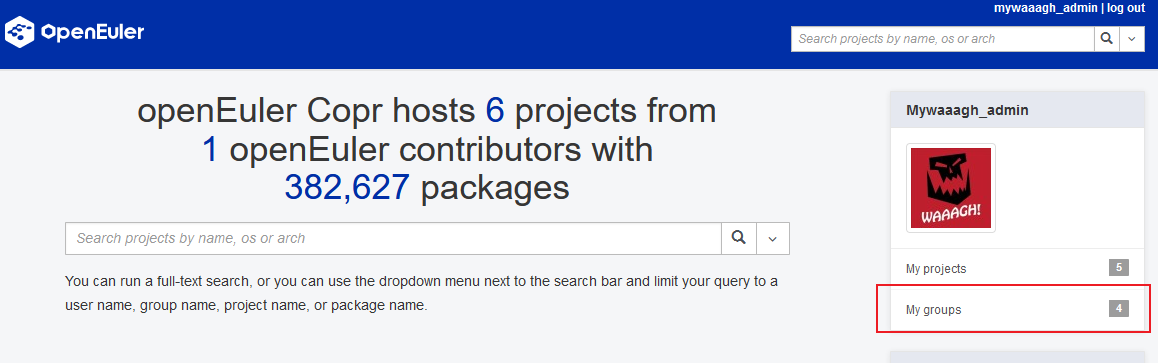 mywaaagh_admin | log out
openEuler
Search projects by name, os or arch
openEuler Copr hosts 6 projects from
1 openEuler contributors with
382,627 packages
Search projects by name, os or arch
You can run a full-text search, or you can use the dropdown menu next to the search bar and limit your query to a
user name, group name, project name, or package name.
Mywaaagh_admin
WAAAGH!
My projects 5
My groups 4